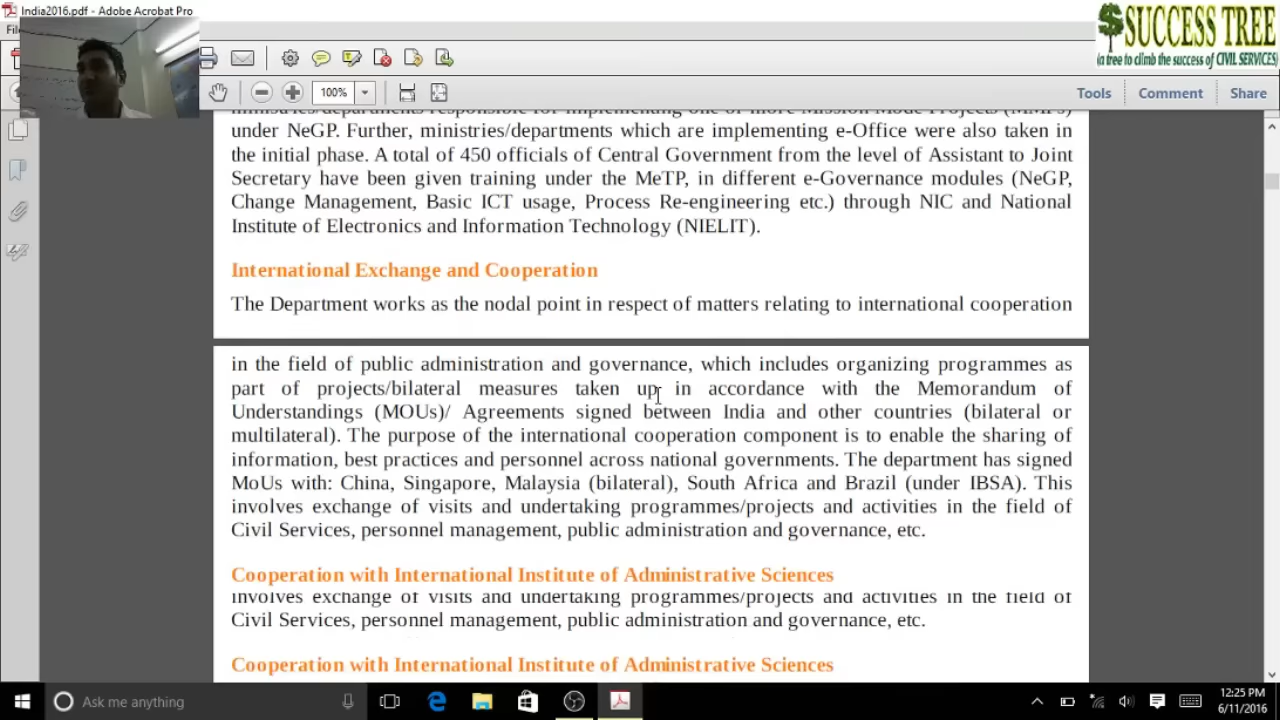 India2016.pdf - Adobe Acrobat Pro
SUCCESS TREE
(a tree to climb the success of CIVIL SERVICES)
100%
Tools
Comment
Share
ministries/departments responsible for implementing one or more Mission Mode Projects (MMPs)
under NeGP. Further, ministries/departments which are implementing e-Office were also taken in
the initial phase. A total of 450 officials of Central Government from the level of Assistant to Joint
Secretary have been given training under the MeTP, in different e-Governance modules (NeGP,
Change Management, Basic ICT usage, Process Re-engineering etc.) through NIC and National
Institute of Electronics and Information Technology (NIELIT).
International Exchange and Cooperation
The Department works as the nodal point in respect of matters relating to international cooperation
in the field of public administration and governance, which includes organizing programmes as
part of projects/bilateral measures taken up in accordance with the Memorandum of
Understandings (MOUs)/ Agreements signed between India and other countries (bilateral or
multilateral). The purpose of the international cooperation component is to enable the sharing of
information, best practices and personnel across national governments. The department has signed
MoUs with: China, Singapore, Malaysia (bilateral), South Africa and Brazil (under IBSA). This
involves exchange of visits and undertaking programmes/projects and activities in the field of
Civil Services, personnel management, public administration and governance, etc.
Cooperation with International Institute of Administrative Sciences
involves exchange of visits and undertaking programmes/projects and activities in the field of
Civil Services, personnel management, public administration and governance, etc.
Cooperation with International Institute of Administrative Sciences
Ask me anything
12:25 PM
6/11/2016